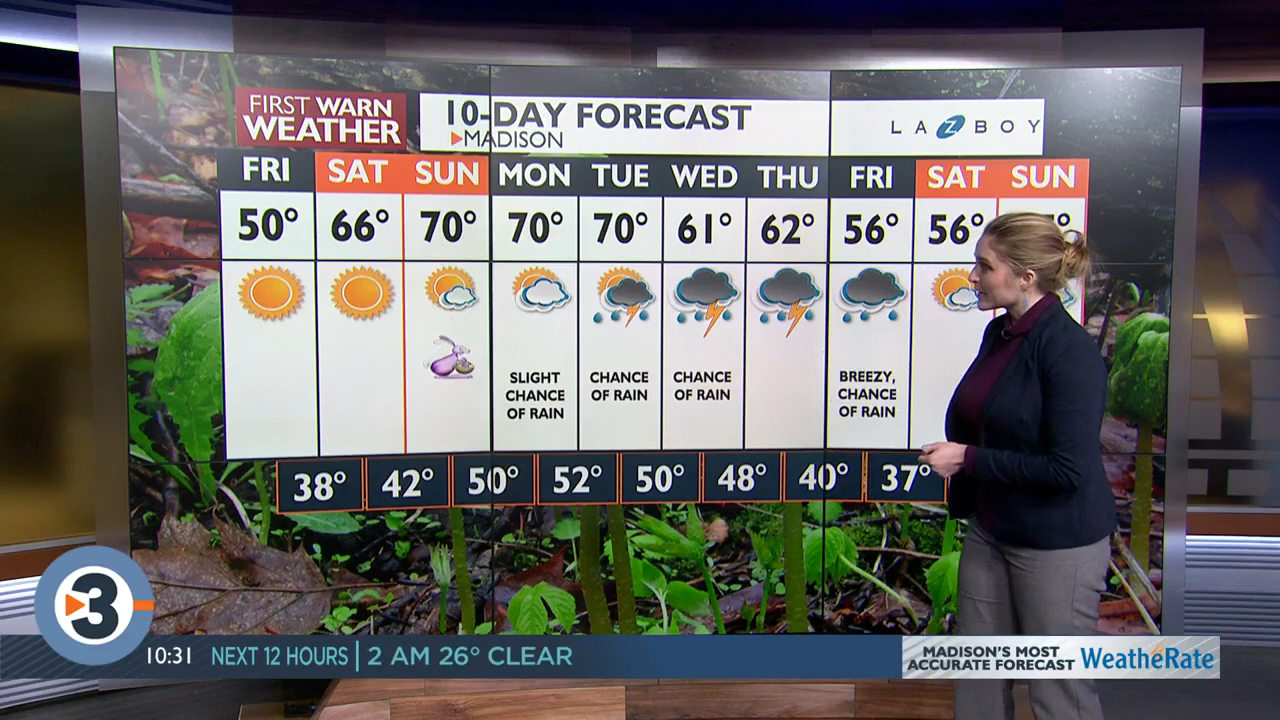 FIRST WARN
WEATHER
10-DAY FORECAST
MADISON
LA Z BOY
FRI SAT SUN MON TUE WED THU FRI SAT SUN
50° 66° 70° 70° 70° 61° 62° 56° 56°
SLIGHT
CHANCE
OF RAIN
CHANCE
OF RAIN
CHANCE
OF RAIN
BREEZY,
CHANCE
OF RAIN
38° 42° 50° 52° 50° 48° 40° 37°
3
10:31 NEXT 12 HOURS 2 AM 26° CLEAR
MADISON'S MOST
ACCURATE FORECAST
WeatheRate